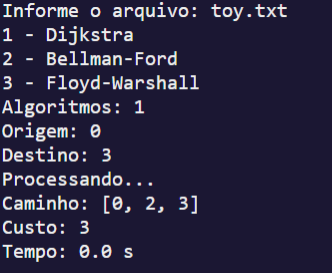 Informe o arquivo: toy.txt
1 - Dijkstra
2 - Bellman-Ford
3 - Floyd-Warshall
Algoritmos: 1
Origem: 0
Destino: 3
Processando...
Caminho: [0, 2, 3]
Custo: 3
Tempo: 0.0 s